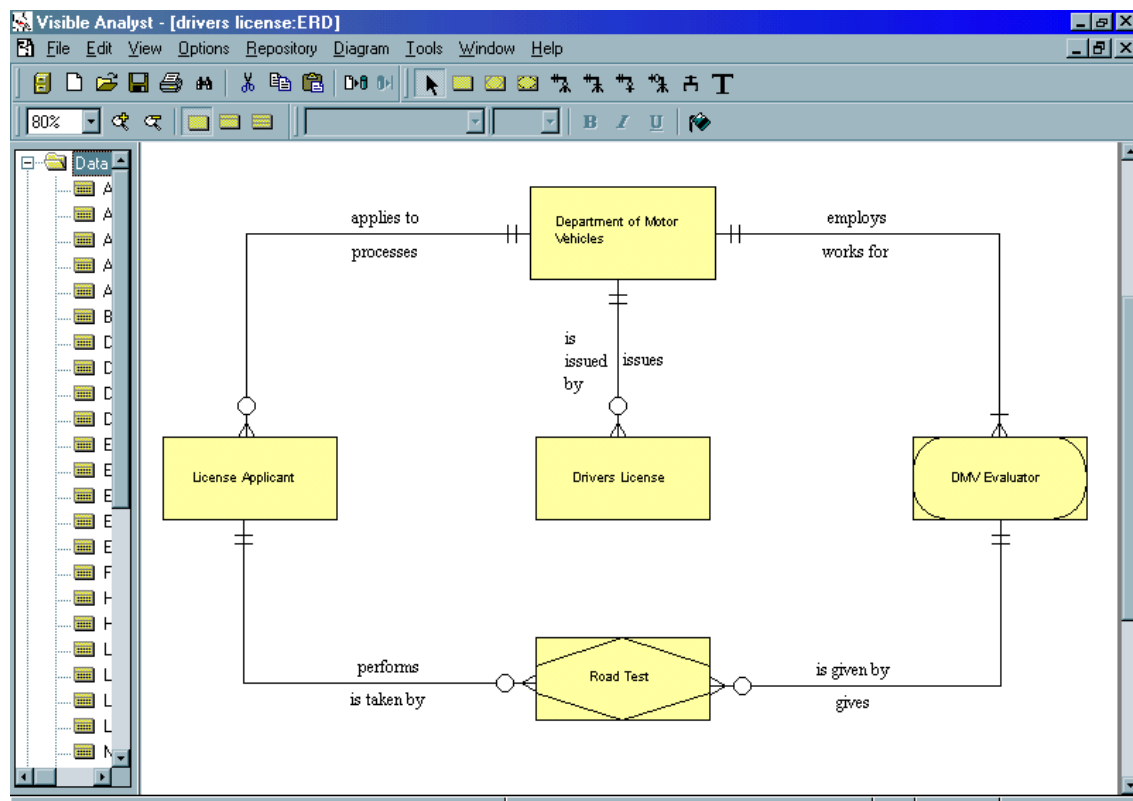 Visible Analyst - [drivers license:ERD]
File Edit View Options Repository Diagram Tools Window Help
T
80%
B I U
Data
A
A
A
A
A
B
D
D
D
D
E
E
E
E
E
F
H
H
L
L
L
L
N
applies to
processes
Department of Motor
Vehicles
employs
works for
is
issued
by
issues
License Applicant
Drivers License
DMV Evaluator
performs
is taken by
Road Test
is given by
gives